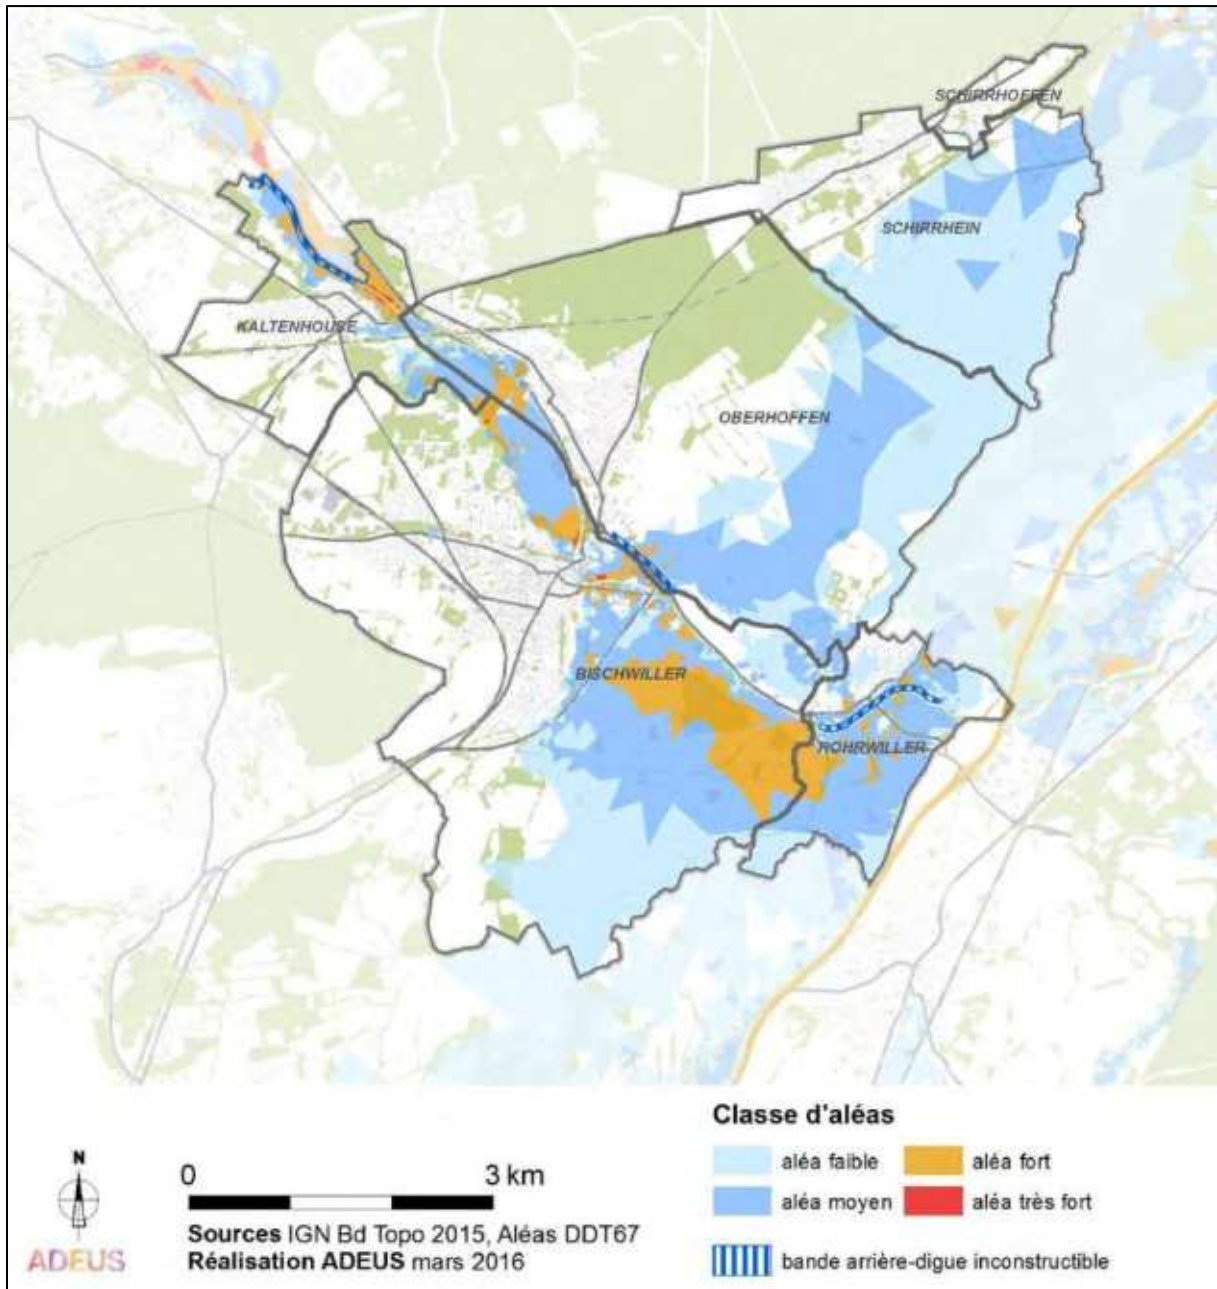 SCHIRRHOFFEN
SCHIRRHEIN
KALTENHOUSE
OBERHOFFEN
BISCHWILLER
ROHRWILLER
Classe d'aléas
aléa faible
aléa fort
aléa moyen
aléa très fort
bande arrière-digue inconstructible
N
ADEUS
0
3 km
Sources IGN Bd Topo 2015, Aléas DDT67
Réalisation ADEUS mars 2016